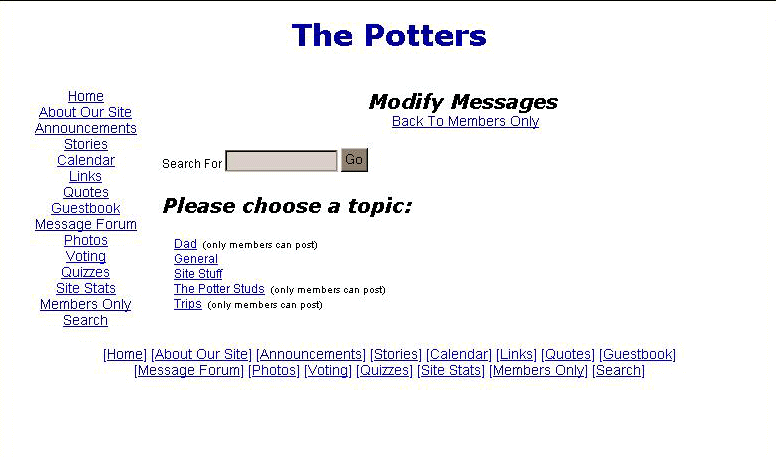 The Potters
Home
About Our Site
Announcements
Stories
Calendar
Links
Quotes
Guestbook
Message Forum
Photos
Voting
Quizzes
Site Stats
Members Only
Search
Modify Messages
Back To Members Only
Search For Go
Please choose a topic:
Dad (only members can post)
General
Site Stuff
The Potter Studs (only members can post)
Trips (only members can post)
[Home] [About Our Site] [Announcements] [Stories] [Calendar] [Links] [Quotes] [Guestbook]
[Message Forum] [Photos] [Voting] [Quizzes] [Site Stats] [Members Only] [Search]